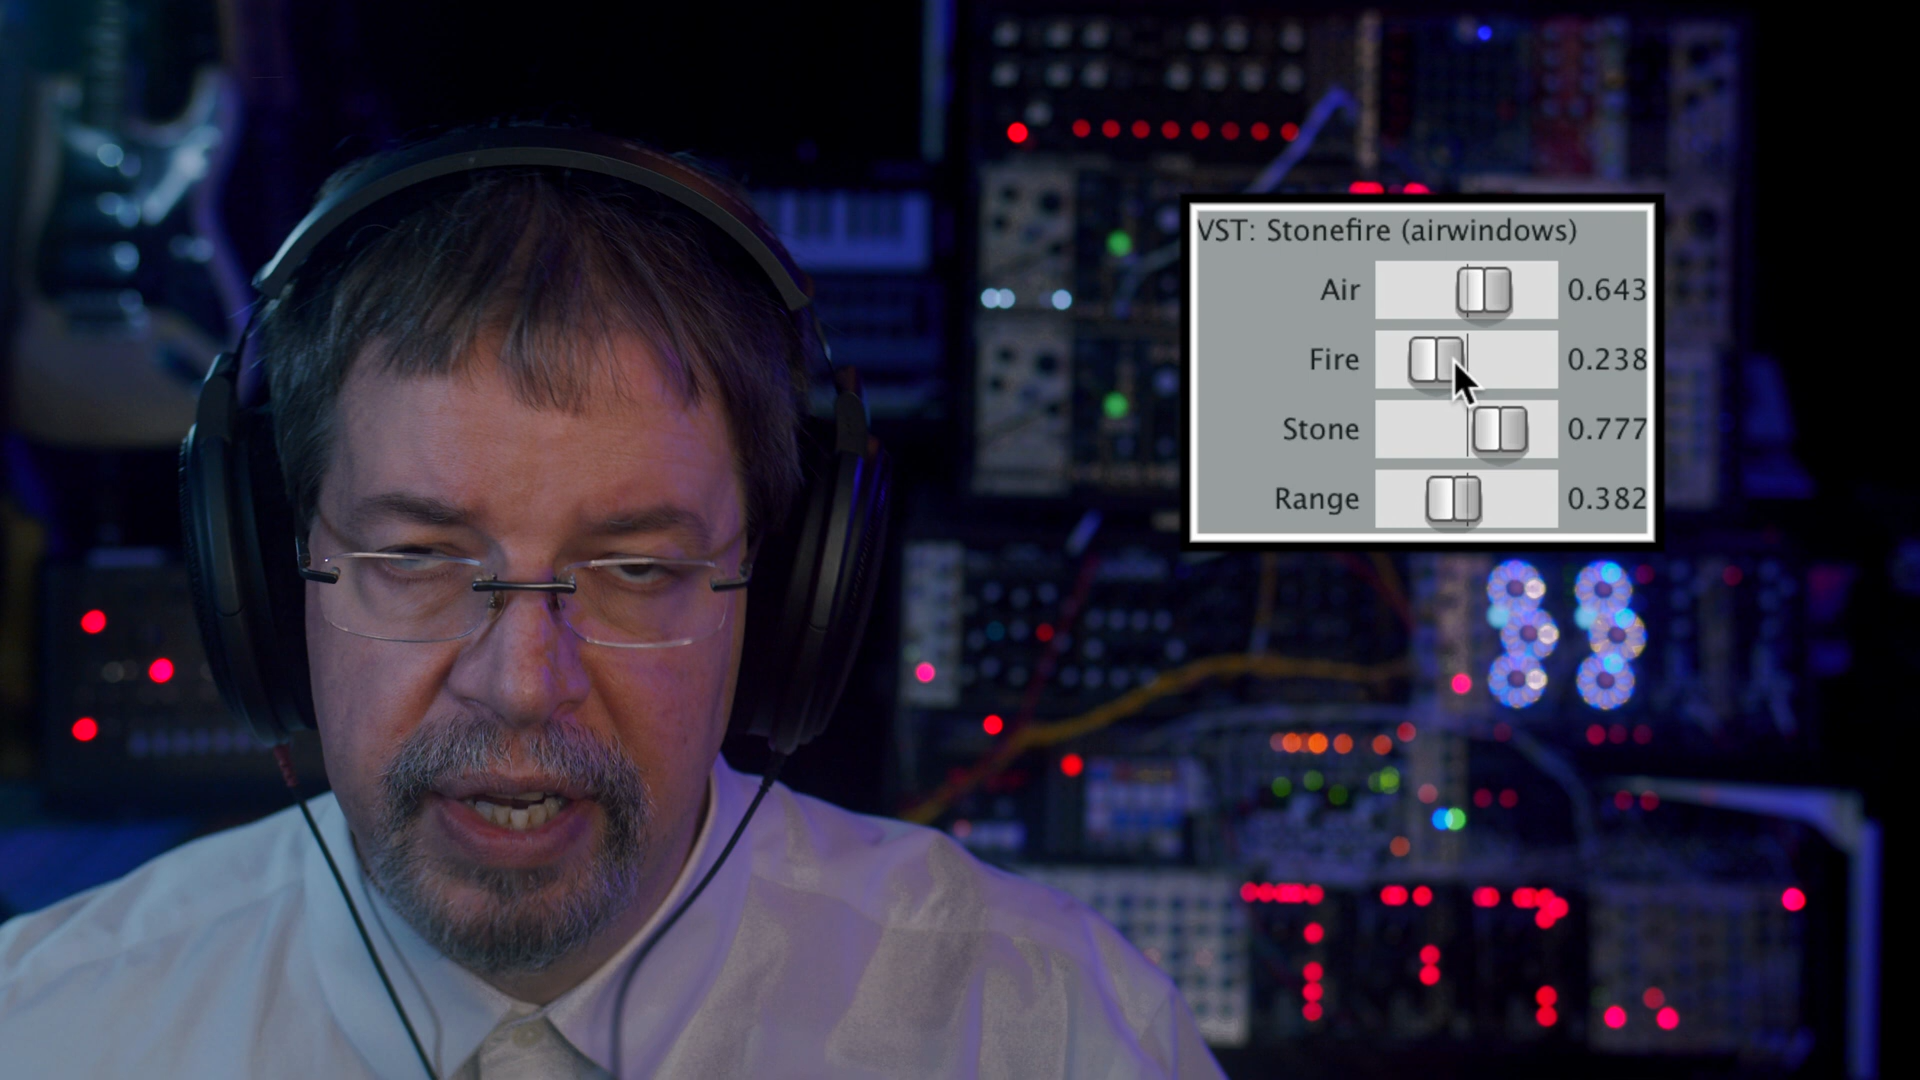 VST: Stonefire (airwindows)
Air 0.643
Fire 0.238
Stone 0.777
Range 0.382